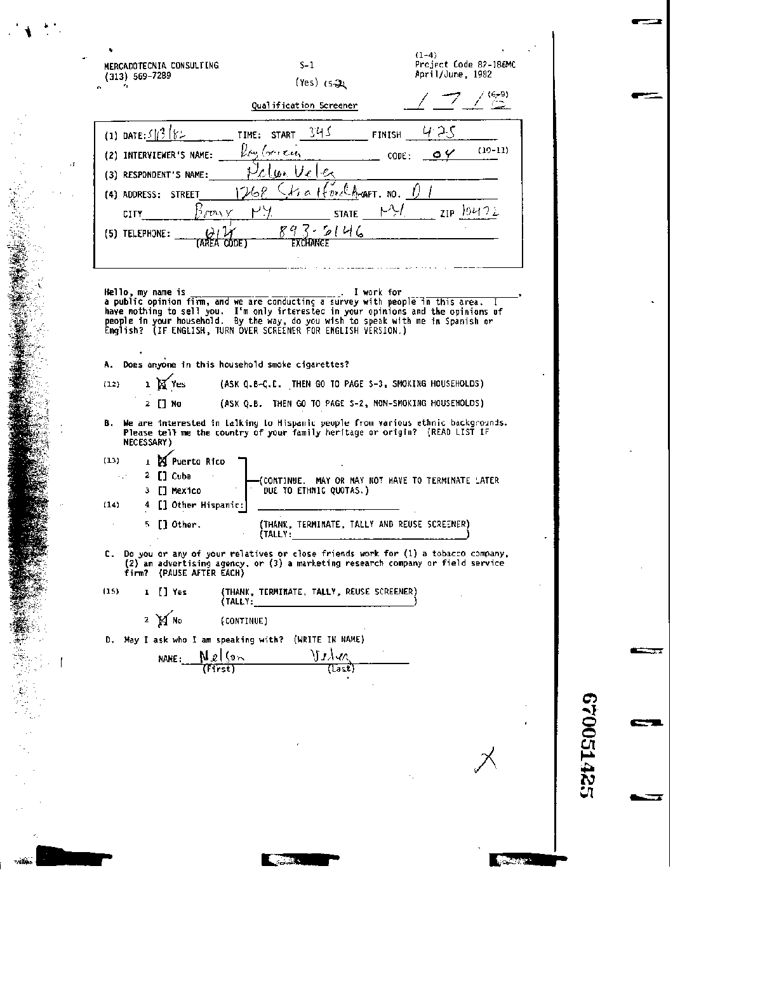 (1-4)
MERCADOTECNIA CONSULTING S-1 Project Code 82-186MC
(313) 569-7289 (Yes) (5- April/June, 1982
Qualification Screener 1 7 1 (6-9)
(1) DATE: 5/13/82 TIME: START 345 FINISH 4:25
(2) INTERVIEWER'S NAME: CODE: 04 (10-11)
(3) RESPONDENT'S NAME: Nelson Velez
(4) ADDRESS: STREET 1268 Stratford Ave APT. NO. D1
CITY Bronx NY STATE NY ZIP 10472
(5) TELEPHONE: 212 893-5146
(AREA CODE) EXCHANGE
Hello, my name is ____. I work for ____,
a public opinion firm, and we are conducting a survey with people in this area. I
have nothing to sell you. I'm only interested in your opinions and the opinions of
people in your household. By the way, do you wish to speak with me in Spanish or
English? (IF ENGLISH, TURN OVER SCREENER FOR ENGLISH VERSION.)
A. Does anyone in this household smoke cigarettes?
(12) 1 [X] Yes (ASK Q.B-Q.E. THEN GO TO PAGE S-3, SMOKING HOUSEHOLDS)
2 [] No (ASK Q.B. THEN GO TO PAGE S-2, NON-SMOKING HOUSEHOLDS)
B. We are interested in talking to Hispanic people from various ethnic backgrounds.
Please tell me the country of your family heritage or origin? (READ LIST IF
NECESSARY)
(13) 1 [X] Puerto Rico
2 [] Cuba (CONTINUE. MAY OR MAY NOT HAVE TO TERMINATE LATER
3 [] Mexico DUE TO ETHNIC QUOTAS.)
(14) 4 [] Other Hispanic:
5 [] Other. (THANK, TERMINATE, TALLY AND REUSE SCREENER)
(TALLY:____)
C. Do you or any of your relatives or close friends work for (1) a tobacco company,
(2) an advertising agency, or (3) a marketing research company or field service
firm? (PAUSE AFTER EACH)
(15) 1 [] Yes (THANK, TERMINATE, TALLY, REUSE SCREENER)
(TALLY:____)
2 [X] No (CONTINUE)
D. May I ask who I am speaking with? (WRITE IN NAME)
NAME: Nelson Velez
(First) (Last)
X
670051425